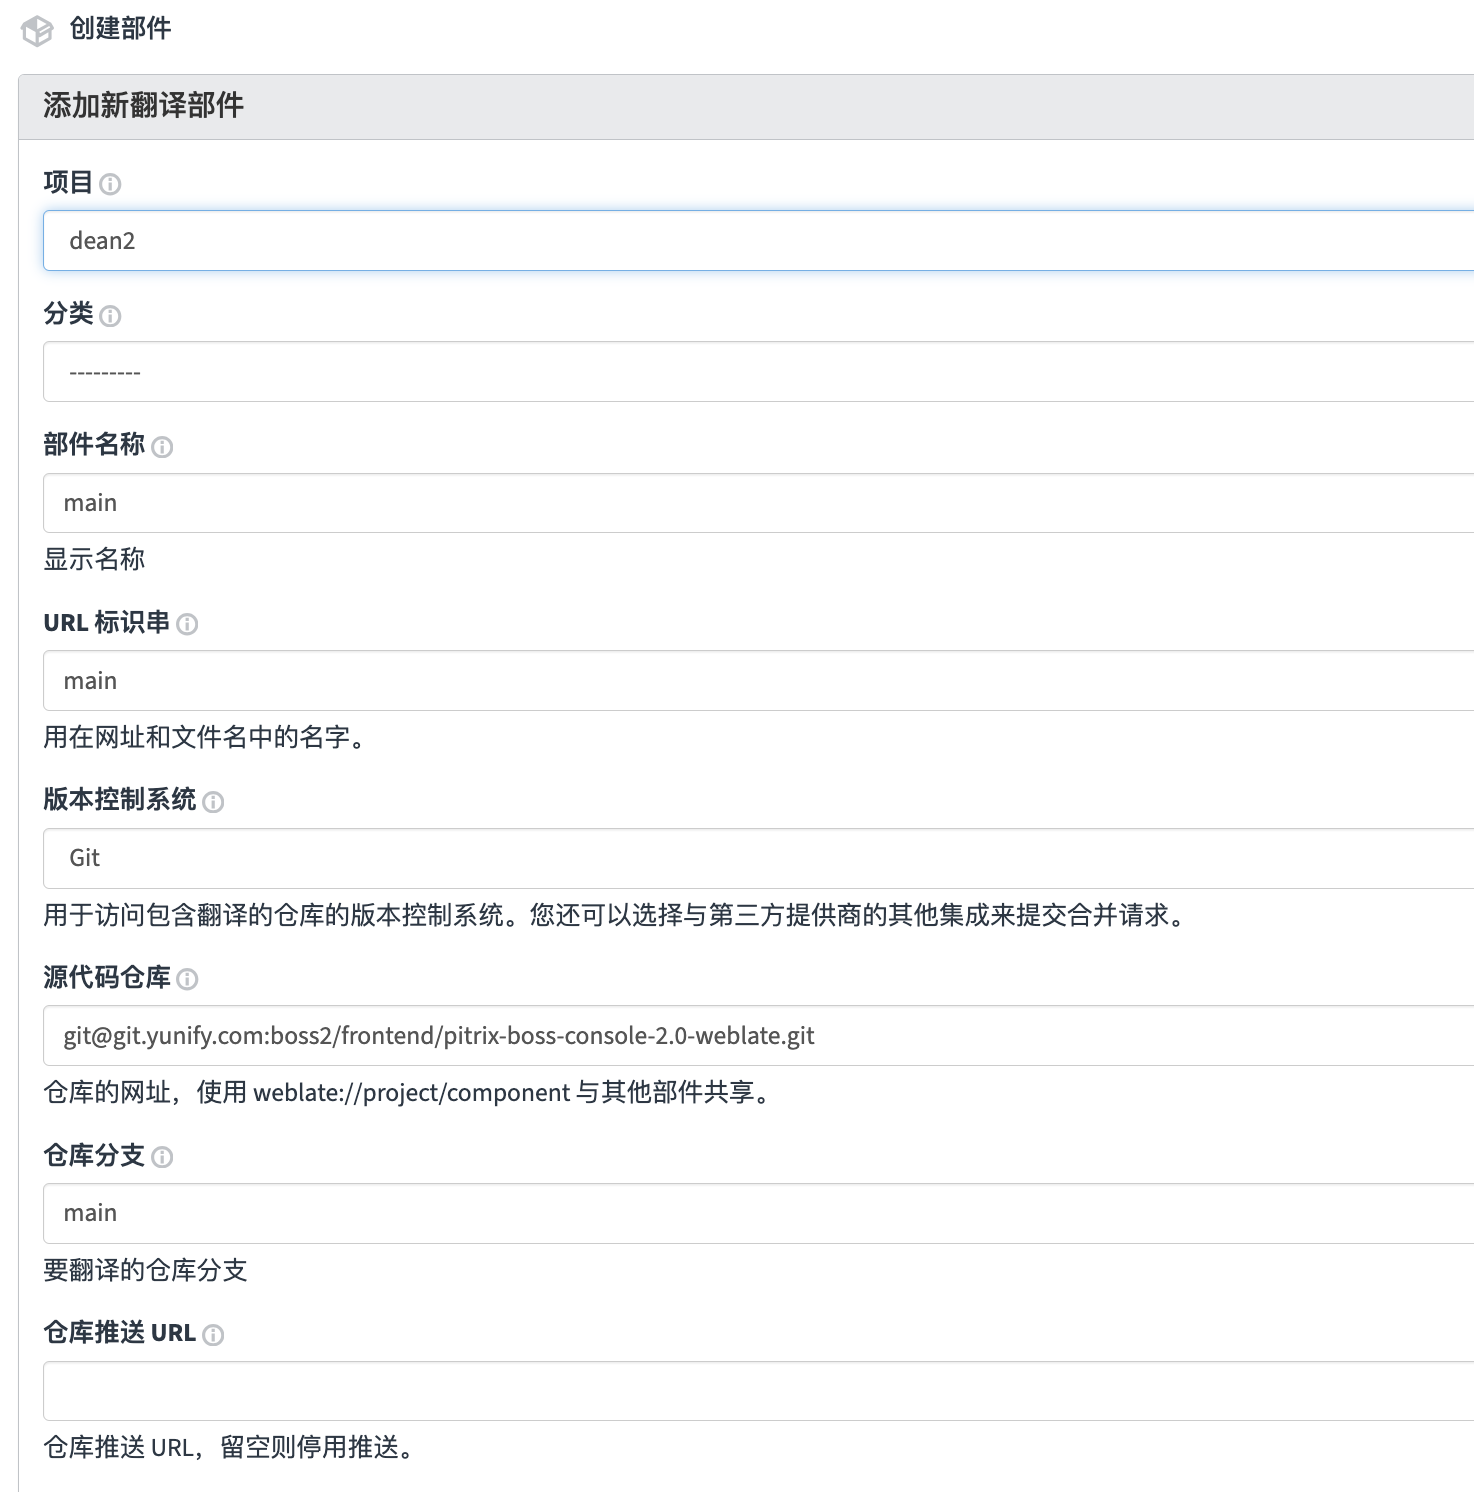 创建部件
添加新翻译部件
项目
dean2
分类
---------
部件名称
main
显示名称
URL 标识串
main
用在网址和文件名中的名字。
版本控制系统
Git
用于访问包含翻译的仓库的版本控制系统。您还可以选择与第三方提供商的其他集成来提交合并请求。
源代码仓库
git@git.yunify.com:boss2/frontend/pitrix-boss-console-2.0-weblate.git
仓库的网址，使用 weblate://project/component 与其他部件共享。
仓库分支
main
要翻译的仓库分支
仓库推送 URL
仓库推送 URL，留空则停用推送。